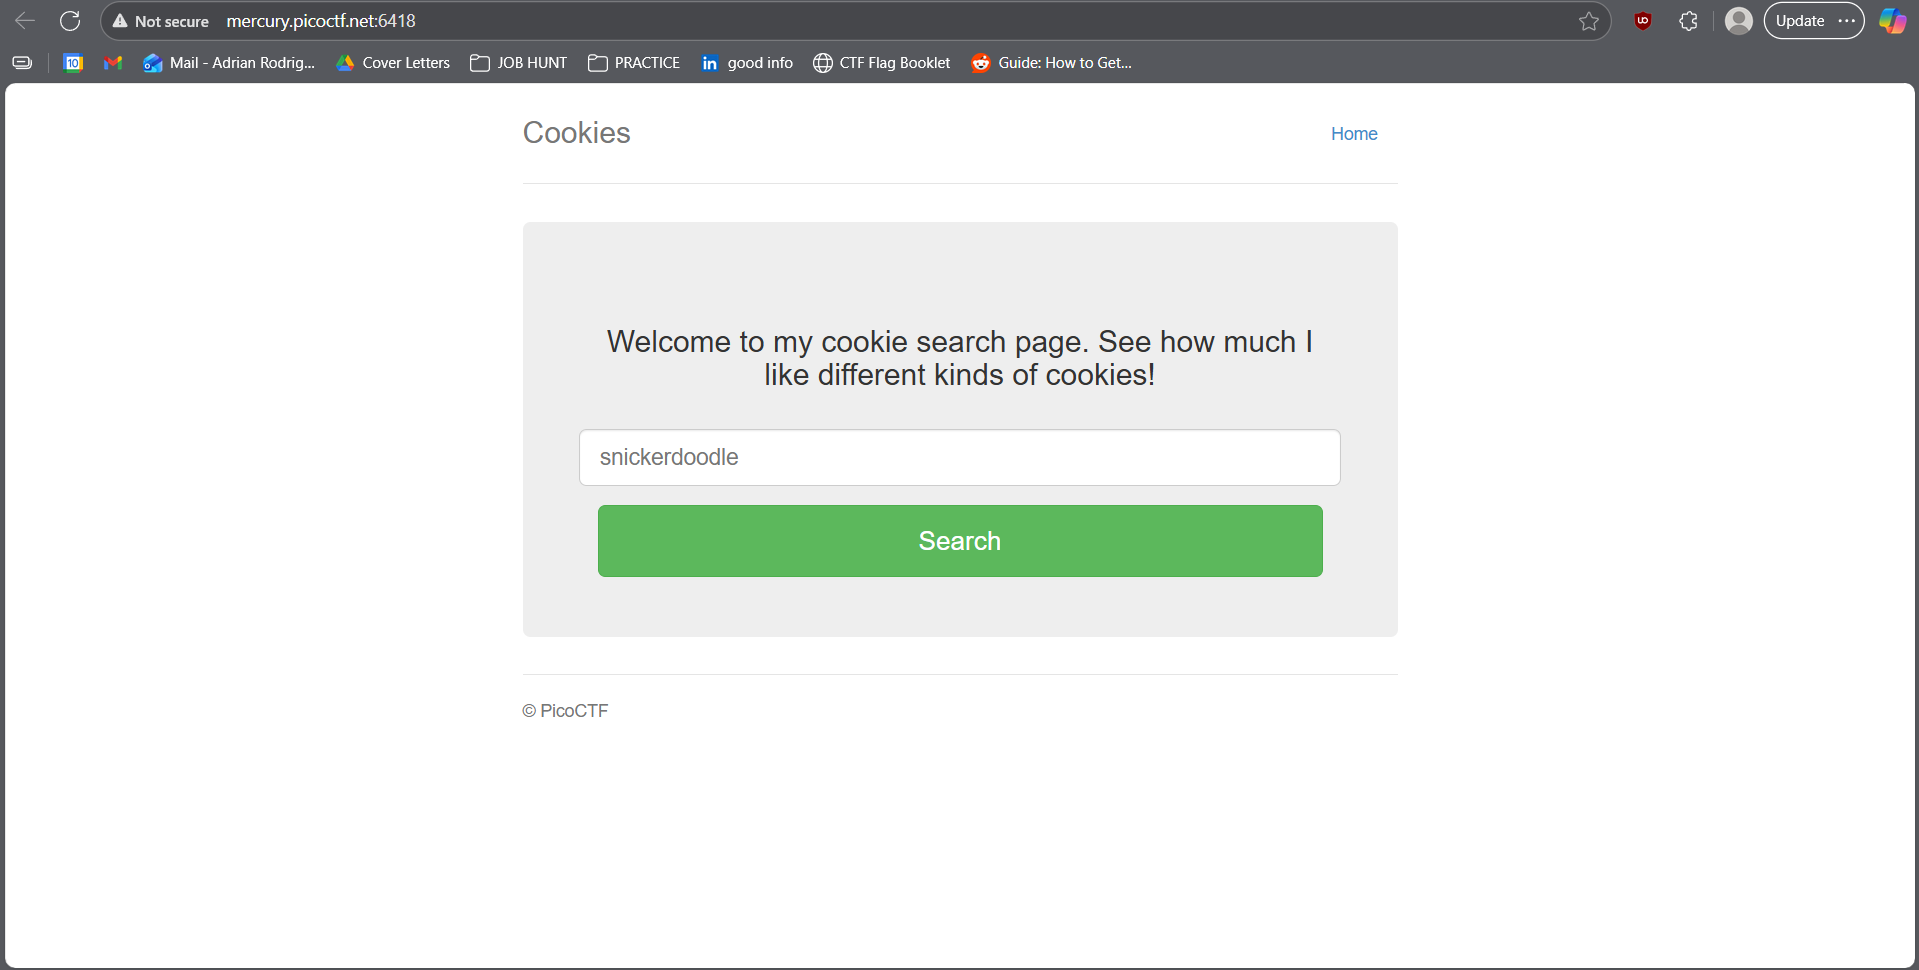 Not secure mercury.picoctf.net:6418 Update
10 Mail - Adrian Rodrig... Cover Letters JOB HUNT PRACTICE in good info CTF Flag Booklet Guide: How to Get...
Cookies Home
Welcome to my cookie search page. See how much I
like different kinds of cookies!
snickerdoodle
Search
© PicoCTF